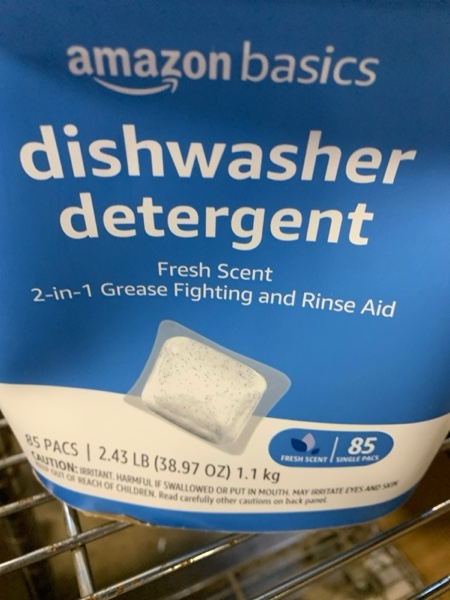 amazon basics
dishwasher
detergent
Fresh Scent
2-in-1 Grease Fighting and Rinse Aid
85 PACS | 2.43 LB (38.97 OZ) 1.1 kg
FRESH SCENT | 85 SINGLE PACS
CAUTION: IRRITANT. HARMFUL IF SWALLOWED OR PUT IN MOUTH. MAY IRRITATE EYES AND SKIN.
KEEP OUT OF REACH OF CHILDREN. Read carefully other cautions on back panel.